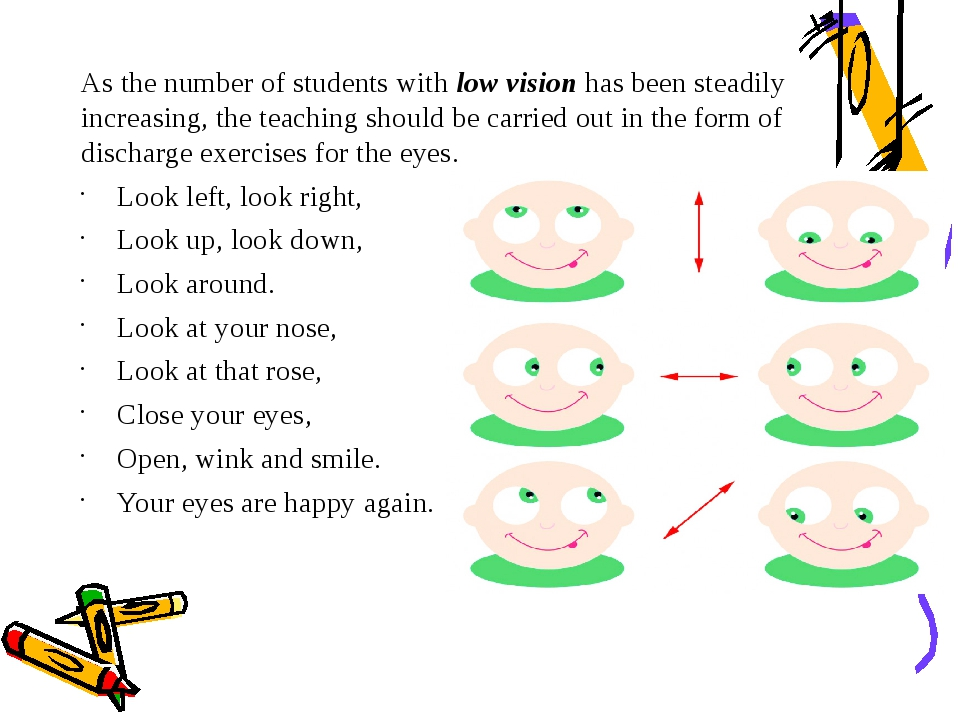 As the number of students with low vision has been steadily
increasing, the teaching should be carried out in the form of
discharge exercises for the eyes.
· Look left, look right,
· Look up, look down,
· Look around.
· Look at your nose,
· Look at that rose,
· Close your eyes,
· Open, wink and smile.
· Your eyes are happy again.